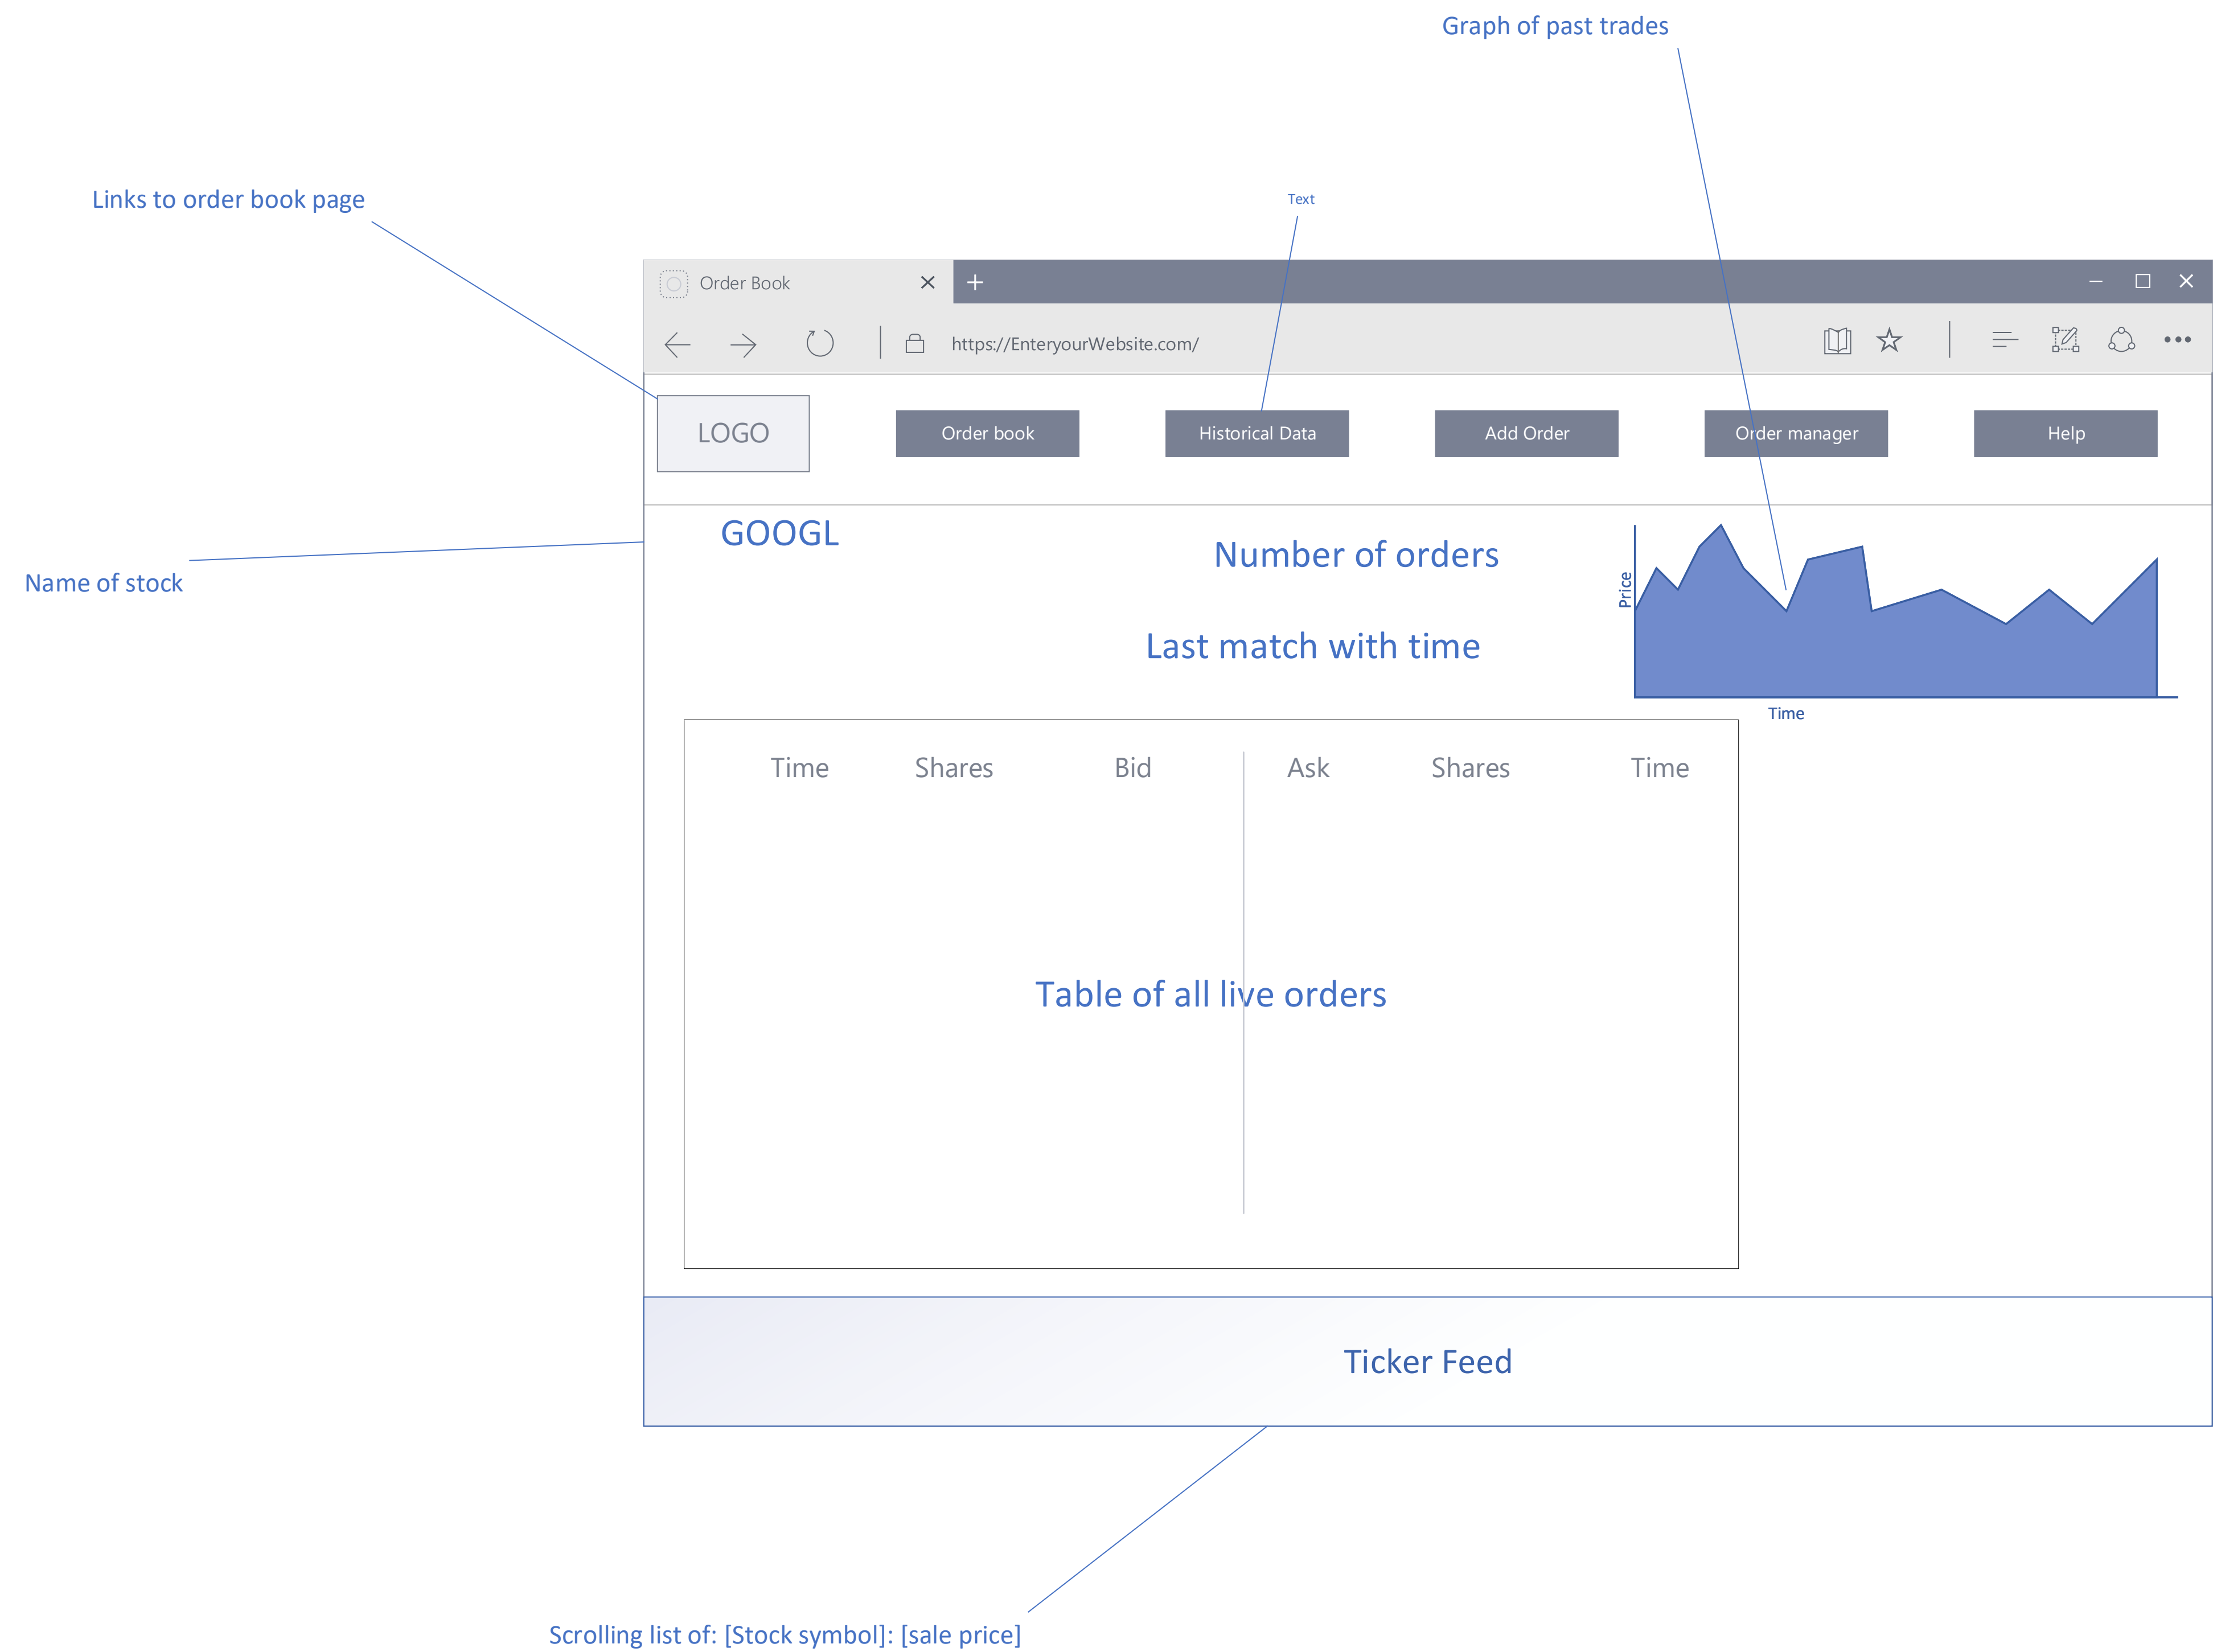 Graph of past trades
Links to order book page
Text
Order Book
https://EnteryourWebsite.com/
LOGO
Order book
Historical Data
Add Order
Order manager
Help
GOOGL
Number of orders
Name of stock
Price
Last match with time
Time
Time Shares Bid Ask Shares Time
Table of all live orders
Ticker Feed
Scrolling list of: [Stock symbol]: [sale price]